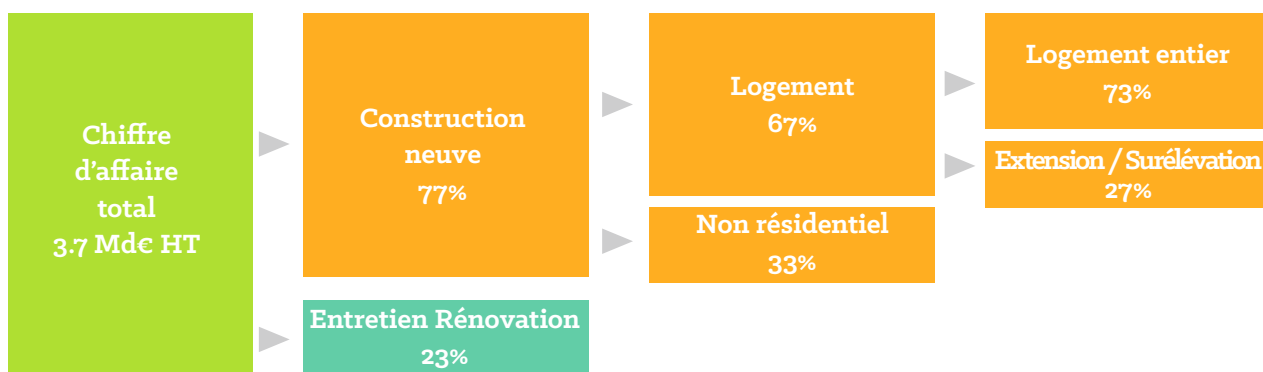 Chiffre
d'affaire
total
3.7 Md€ HT
Construction
neuve
77%
Entretien Rénovation
23%
Logement
67%
Non résidentiel
33%
Logement entier
73%
Extension / Surélévation
27%